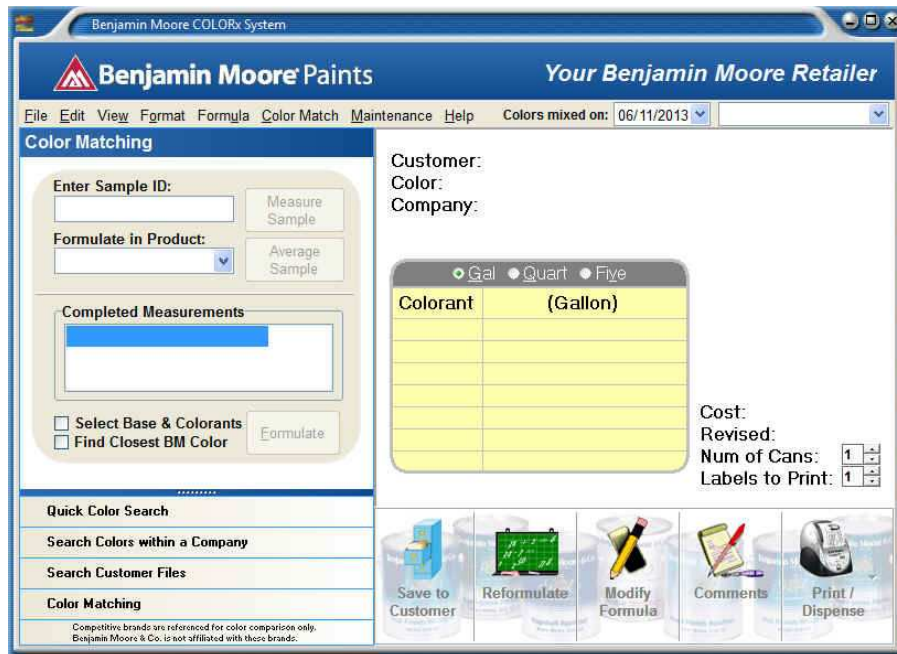 Benjamin Moore COLORx System
Benjamin Moore Paints
Your Benjamin Moore Retailer
File Edit View Format Formula Color Match Maintenance Help Colors mixed on: 06/11/2013
Color Matching
Enter Sample ID:
Measure Sample
Formulate in Product:
Average Sample
Completed Measurements
Select Base & Colorants
Find Closest BM Color
Formulate
Quick Color Search
Search Colors within a Company
Search Customer Files
Color Matching
Competitive brands are referenced for color comparison only.
Benjamin Moore & Co. is not affiliated with these brands.
Customer:
Color:
Company:
Gal Quart Five
Colorant (Gallon)
Cost:
Revised:
Num of Cans: 1
Labels to Print: 1
Save to Customer
Reformulate
Modify Formula
Comments
Print / Dispense